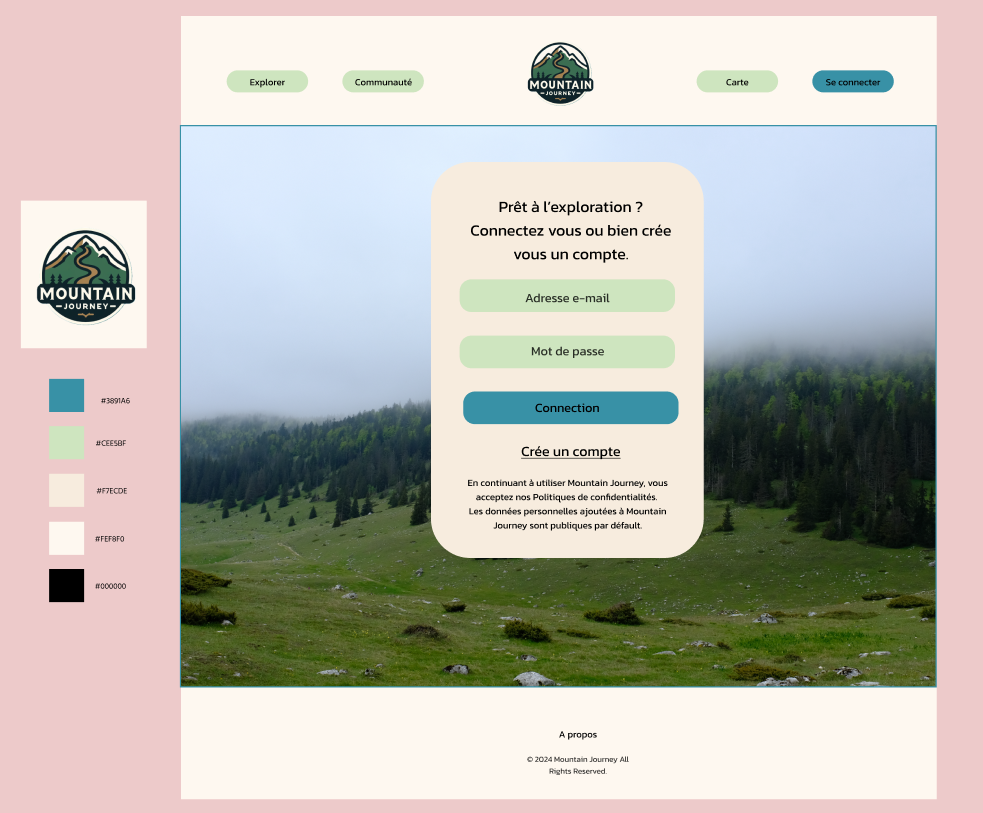 Explorer
Communauté
MOUNTAIN
JOURNEY
Carte
Se connecter
Prêt à l'exploration ?
Connectez vous ou bien crée
vous un compte.
Adresse e-mail
Mot de passe
Connection
Crée un compte
En continuant à utiliser Mountain Journey, vous
acceptez nos Politiques de confidentialités.
Les données personnelles ajoutées à Mountain
Journey sont publiques par défault.
A propos
© 2024 Mountain Journey All
Rights Reserved.
MOUNTAIN
JOURNEY
#3891A6
#CEE5BF
#F7ECDE
#FEF8F0
#000000